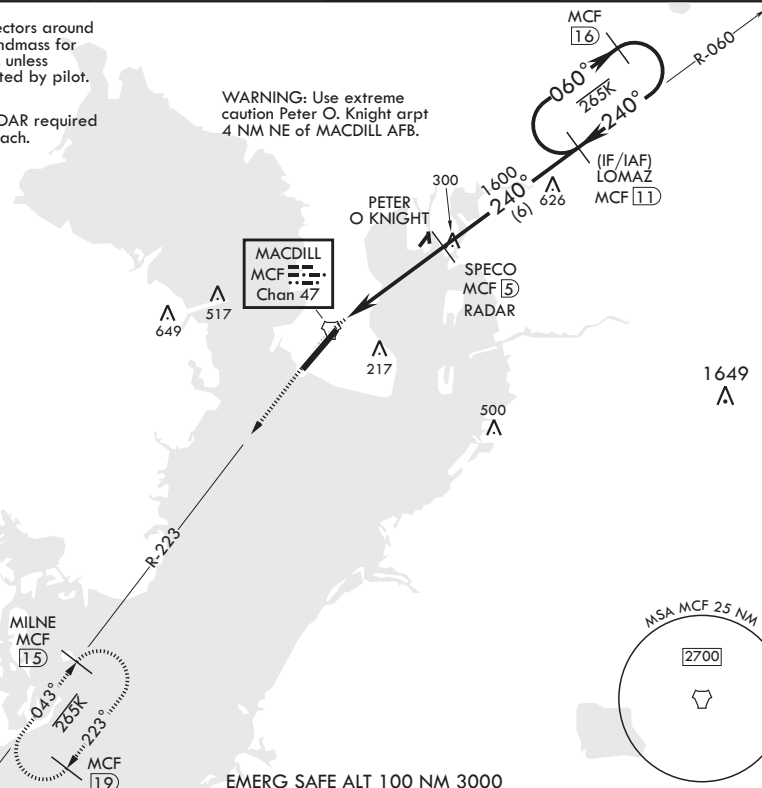 ectors around
ndmass for
unless
ted by pilot.
DAR required
ach.
WARNING: Use extreme
caution Peter O. Knight arpt
4 NM NE of MACDILL AFB.
MCF
16
R-060
060°
265K
240°
(IF/IAF)
LOMAZ
MCF 11
626
1600
240°
(6)
300
PETER
O KNIGHT
SPECO
MCF 5
RADAR
MACDILL
MCF
Chan 47
649
517
217
500
1649
R-223
MILNE
MCF
15
043°
265K
223°
MCF
19
MSA MCF 25 NM
2700
EMERG SAFE ALT 100 NM 3000